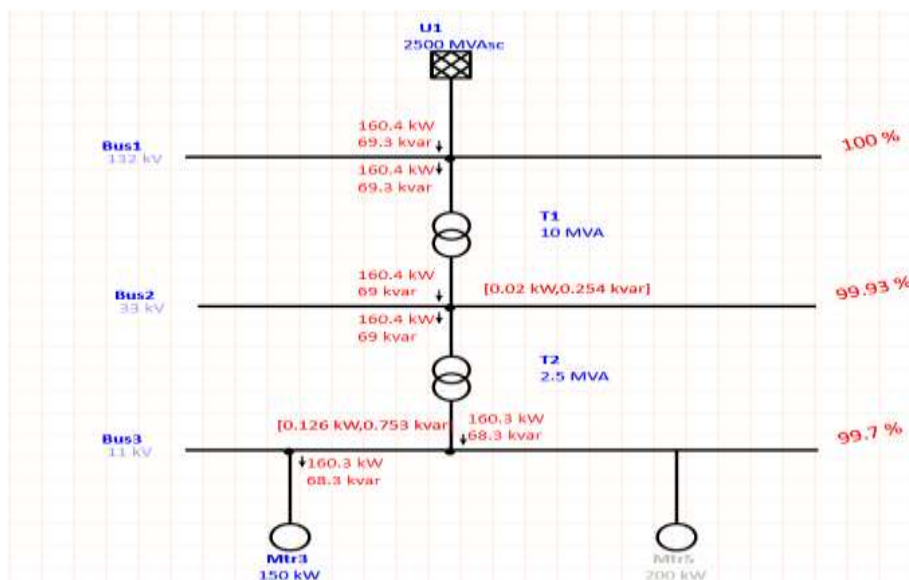 U1
2500 MVAsc
160.4 kW
69.3 kvar
Bus1
132 kV
100 %
160.4 kW
69.3 kvar
T1
10 MVA
160.4 kW
69 kvar
[0.02 kW,0.254 kvar]
Bus2
33 kV
99.93 %
160.4 kW
69 kvar
T2
2.5 MVA
[0.126 kW,0.753 kvar]
160.3 kW
68.3 kvar
Bus3
11 kV
99.7 %
160.3 kW
68.3 kvar
Mtr3
150 kW
Mtr5
200 kW